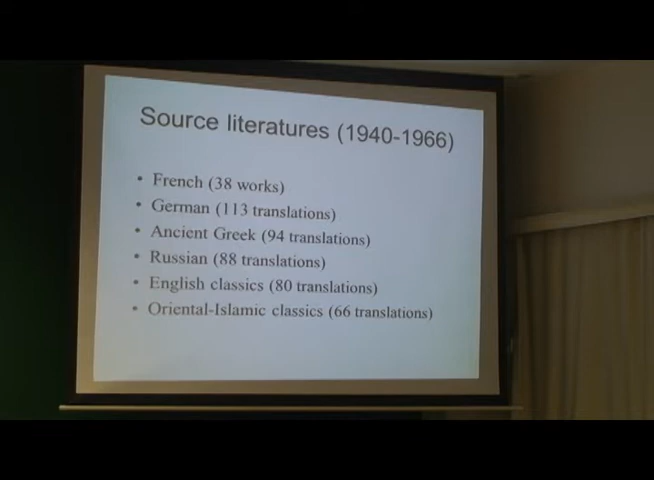 Source literatures (1940-1966)
• French (38 works)
• German (113 translations)
• Ancient Greek (94 translations)
• Russian (88 translations)
• English classics (80 translations)
• Oriental-Islamic classics (66 translations)